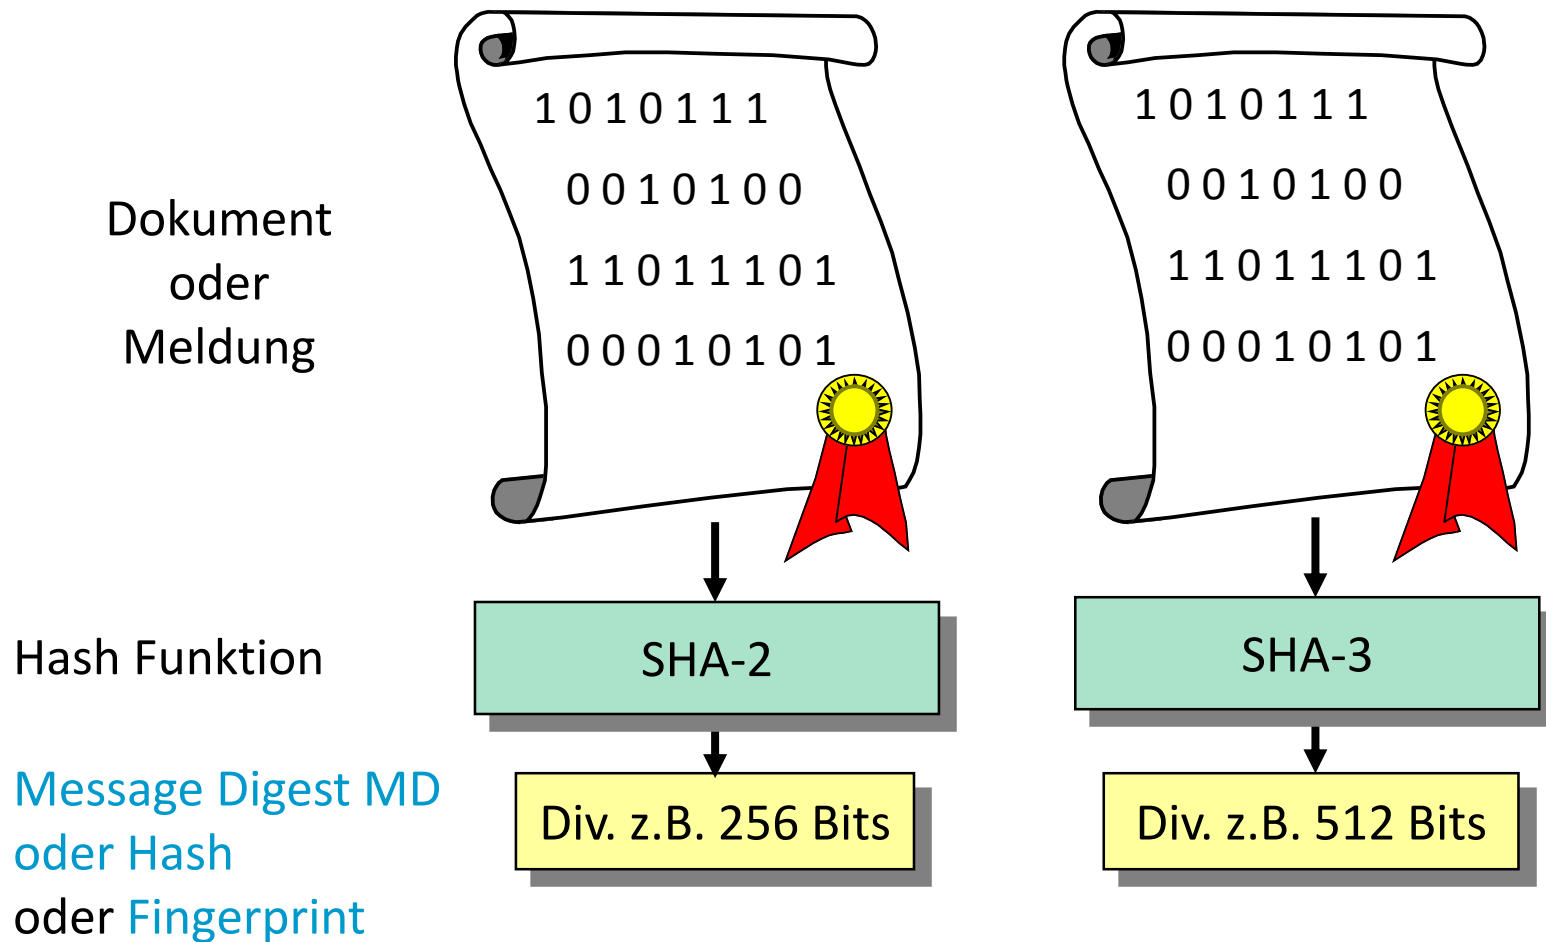 Dokument
oder
Meldung
1 0 1 0 1 1 1
0 0 1 0 1 0 0
1 1 0 1 1 1 0 1
0 0 0 1 0 1 0 1
1 0 1 0 1 1 1
0 0 1 0 1 0 0
1 1 0 1 1 1 0 1
0 0 0 1 0 1 0 1
Hash Funktion
SHA-2
SHA-3
Message Digest MD
oder Hash
oder Fingerprint
Div. z.B. 256 Bits
Div. z.B. 512 Bits